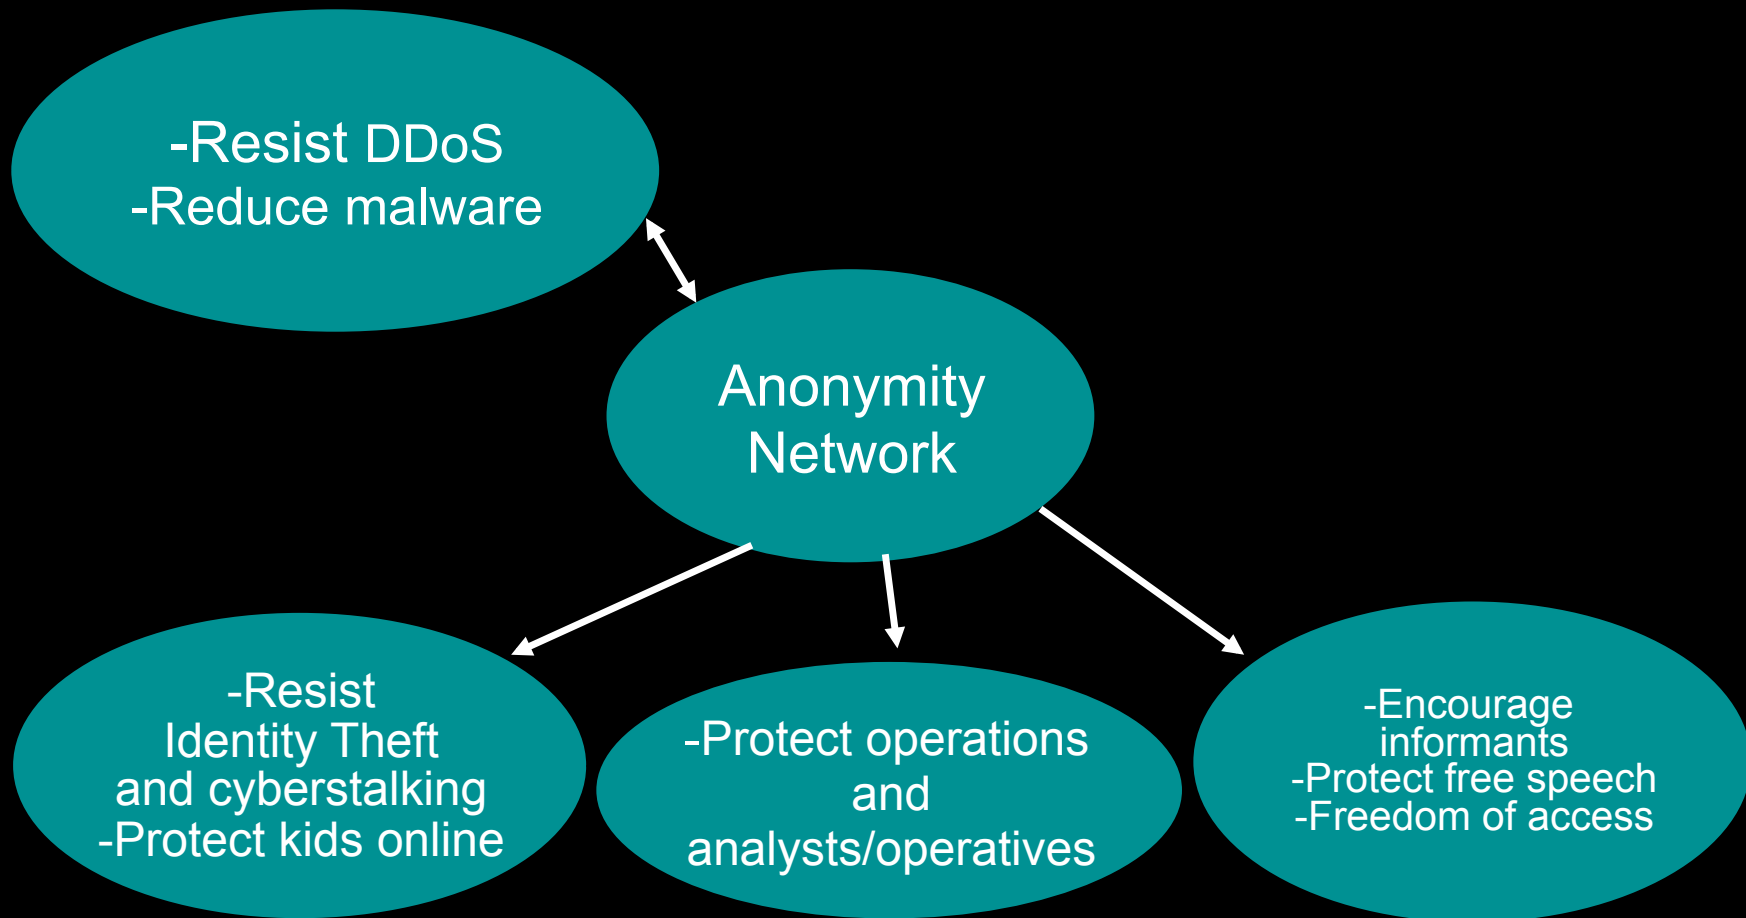 -Resist DDoS
-Reduce malware
Anonymity
Network
-Resist
Identity Theft
and cyberstalking
-Protect kids online
-Protect operations
and
analysts/operatives
-Encourage
informants
-Protect free speech
-Freedom of access